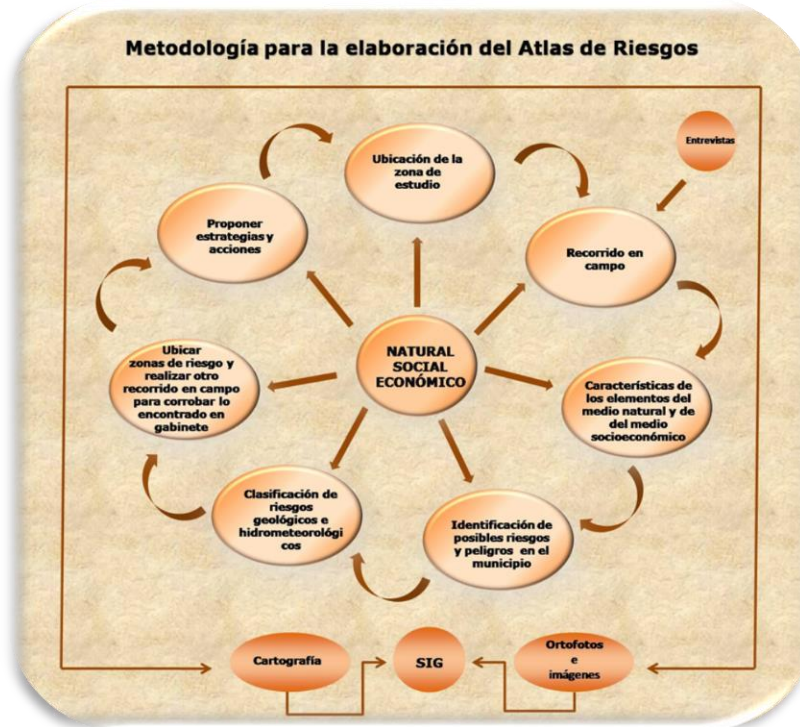 Metodología para la elaboración del Atlas de Riesgos
Ubicación de la
zona de
estudio
Entrevistas
Recorrido en
campo
Características de
los elementos del
medio natural y de
del medio
socioeconómico
Identificación de
posibles riesgos
y peligros en el
municipio
Clasificación de
riesgos
geológicos e
hidrometeorológi
cos
Ubicar
zonas de riesgo y
realizar otro
recorrido en campo
para corrobar lo
encontrado en
gabinete
Proponer
estrategias y
acciones
NATURAL
SOCIAL
ECONÓMICO
Cartografía
SIG
Ortofotos
e
imágenes